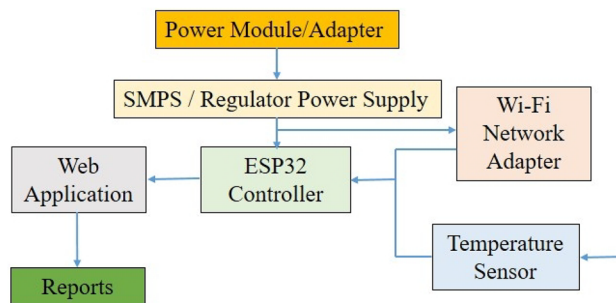 Power Module/Adapter
SMPS / Regulator Power Supply
Wi-Fi
Network
Adapter
Web
Application
ESP32
Controller
Temperature
Sensor
Reports